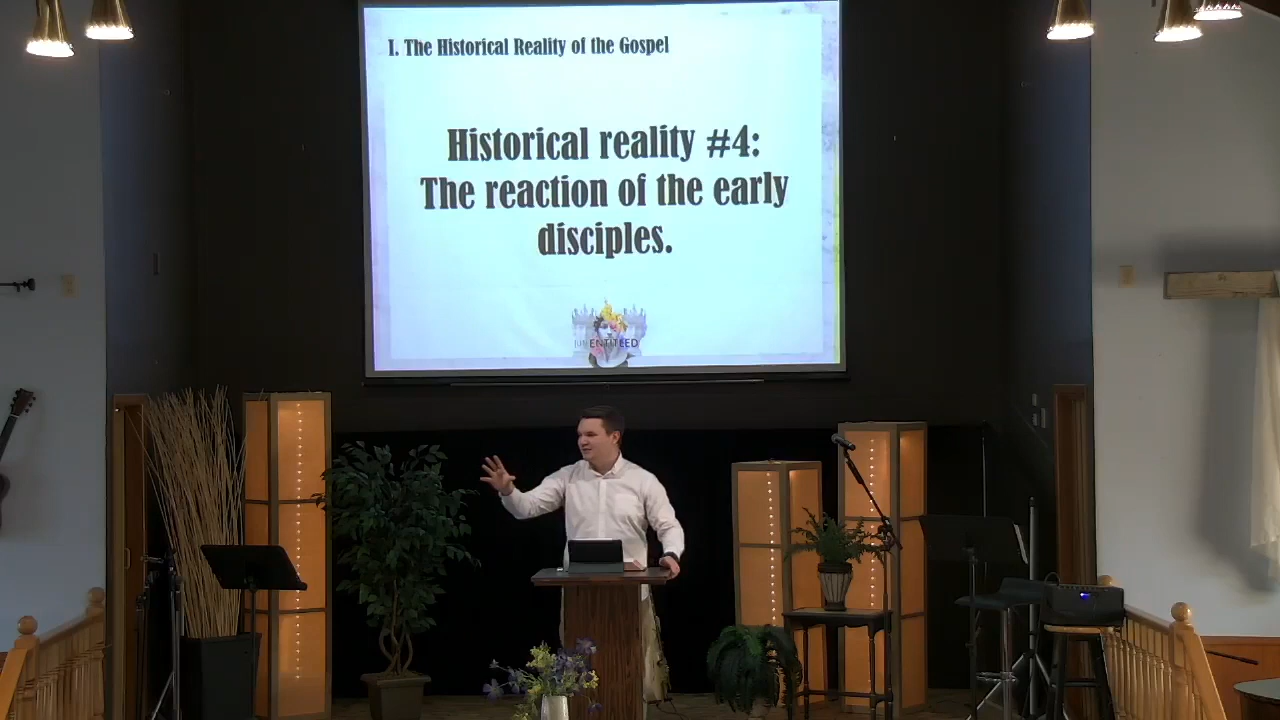 I. The Historical Reality of the Gospel
Historical reality #4:
The reaction of the early
disciples.
ENTITLED